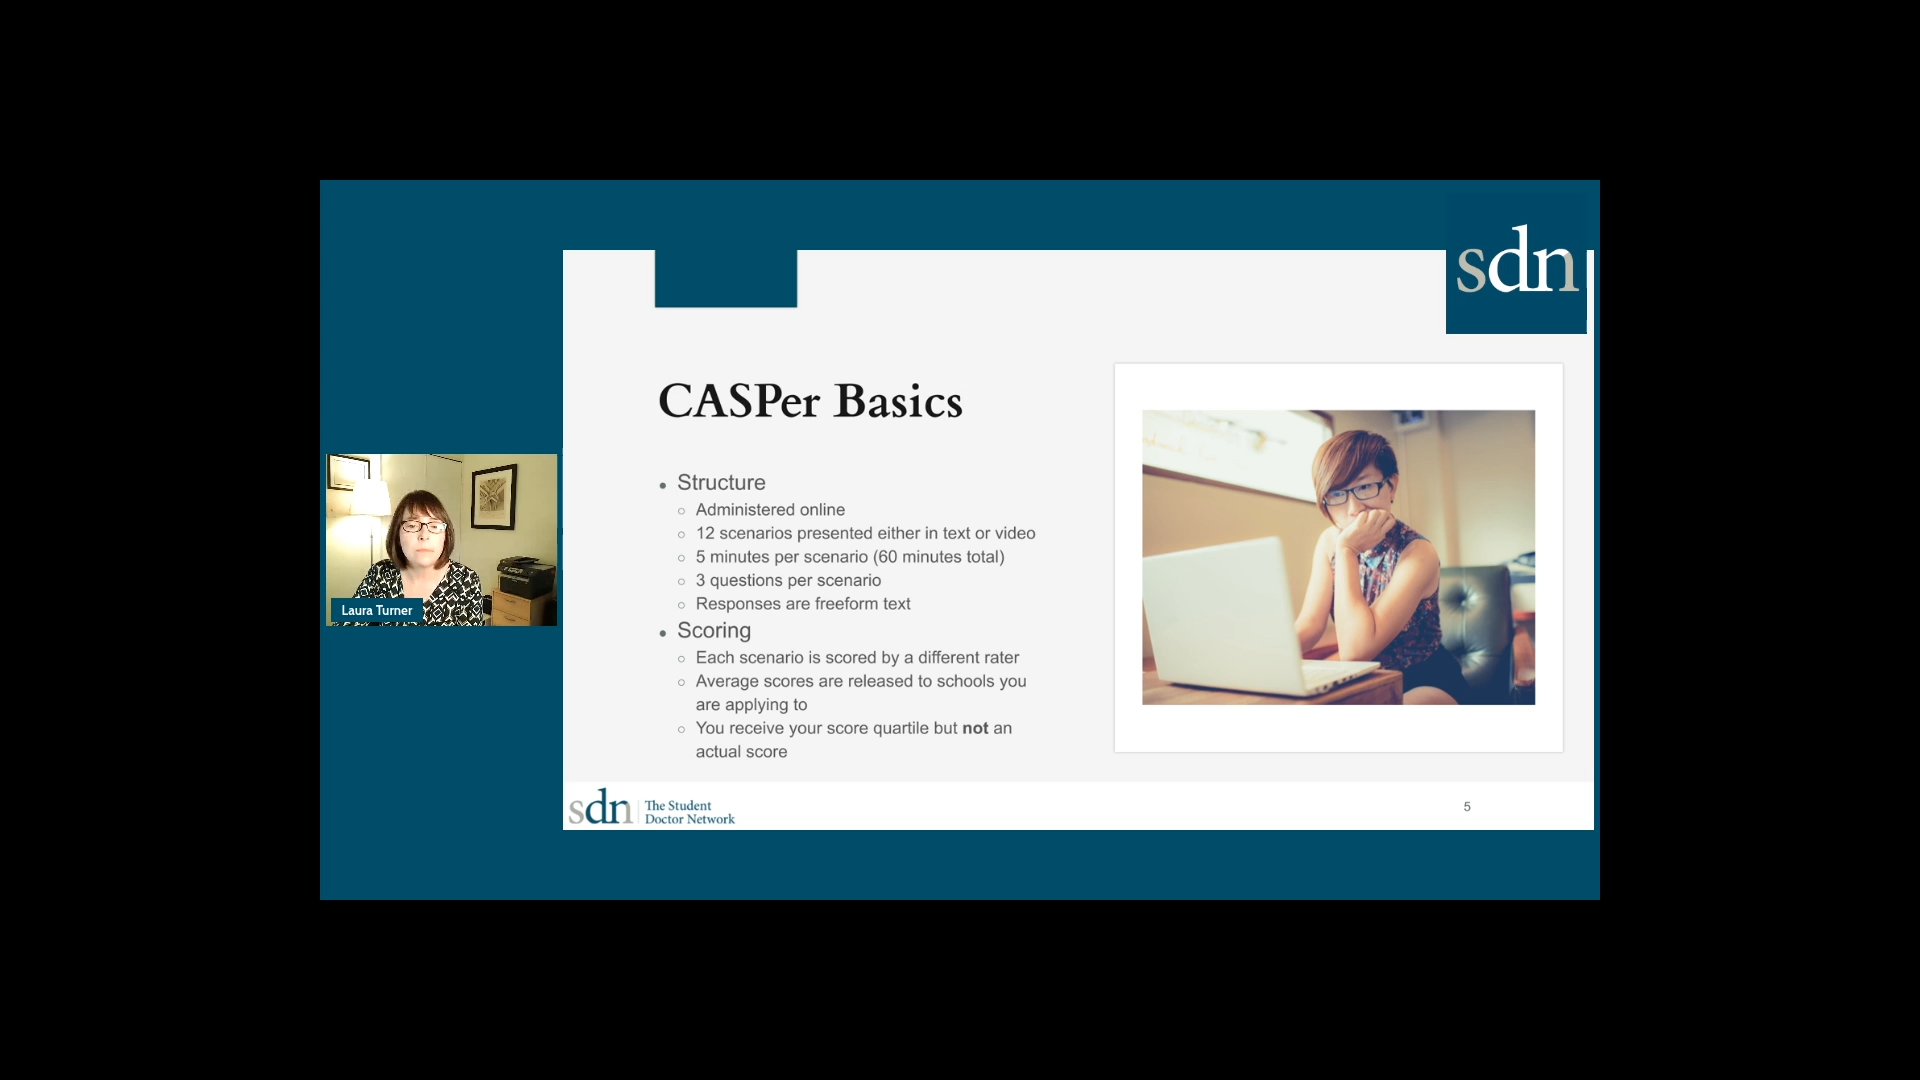 sdn
CASPer Basics
Structure
Administered online
12 scenarios presented either in text or video
5 minutes per scenario (60 minutes total)
3 questions per scenario
Responses are freeform text
Scoring
Each scenario is scored by a different rater
Average scores are released to schools you
are applying to
You receive your score quartile but not an
actual score
Laura Turner
sdn
The Student
Doctor Network
5